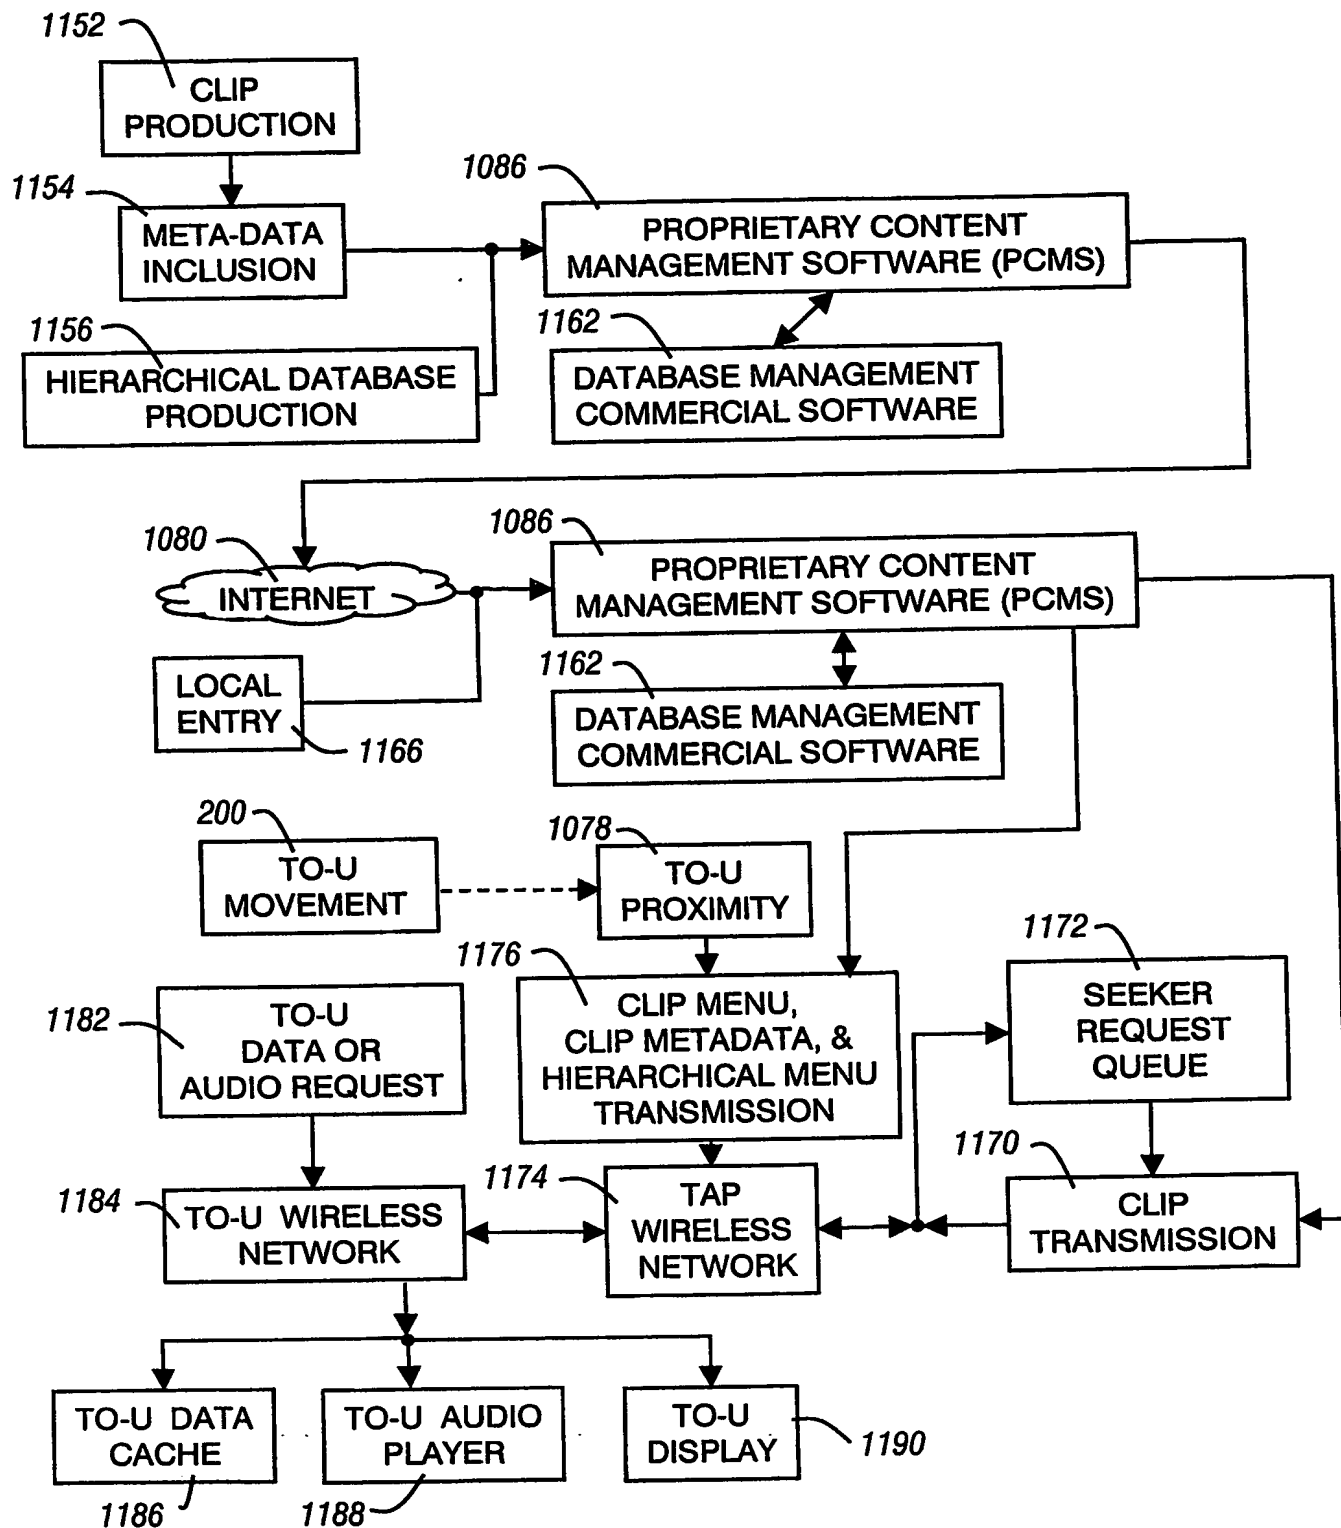 1152
CLIP
PRODUCTION
1154
META-DATA
INCLUSION
1086
PROPRIETARY CONTENT
MANAGEMENT SOFTWARE (PCMS)
1156
HIERARCHICAL DATABASE
PRODUCTION
1162
DATABASE MANAGEMENT
COMMERCIAL SOFTWARE
1080
INTERNET
1086
PROPRIETARY CONTENT
MANAGEMENT SOFTWARE (PCMS)
LOCAL
ENTRY
1166
1162
DATABASE MANAGEMENT
COMMERCIAL SOFTWARE
200
TO-U
MOVEMENT
1078
TO-U
PROXIMITY
1176
CLIP MENU,
CLIP METADATA, &
HIERARCHICAL MENU
TRANSMISSION
1172
SEEKER
REQUEST
QUEUE
1182
TO-U
DATA OR
AUDIO REQUEST
1184
TO-U WIRELESS
NETWORK
1174
TAP
WIRELESS
NETWORK
1170
CLIP
TRANSMISSION
TO-U DATA
CACHE
1186
TO-U AUDIO
PLAYER
1188
TO-U
DISPLAY
1190